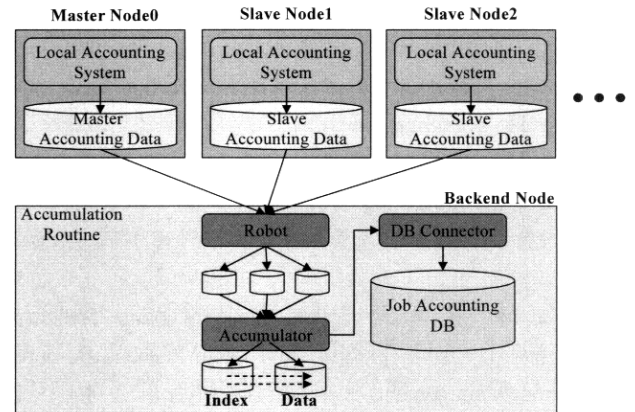 Master Node0
Slave Node1
Slave Node2
Local Accounting
System
Local Accounting
System
Local Accounting
System
Master
Accounting Data
Slave
Accounting Data
Slave
Accounting Data
Backend Node
Accumulation
Routine
Robot
DB Connector
Job Accounting
DB
Accumulator
Index
Data